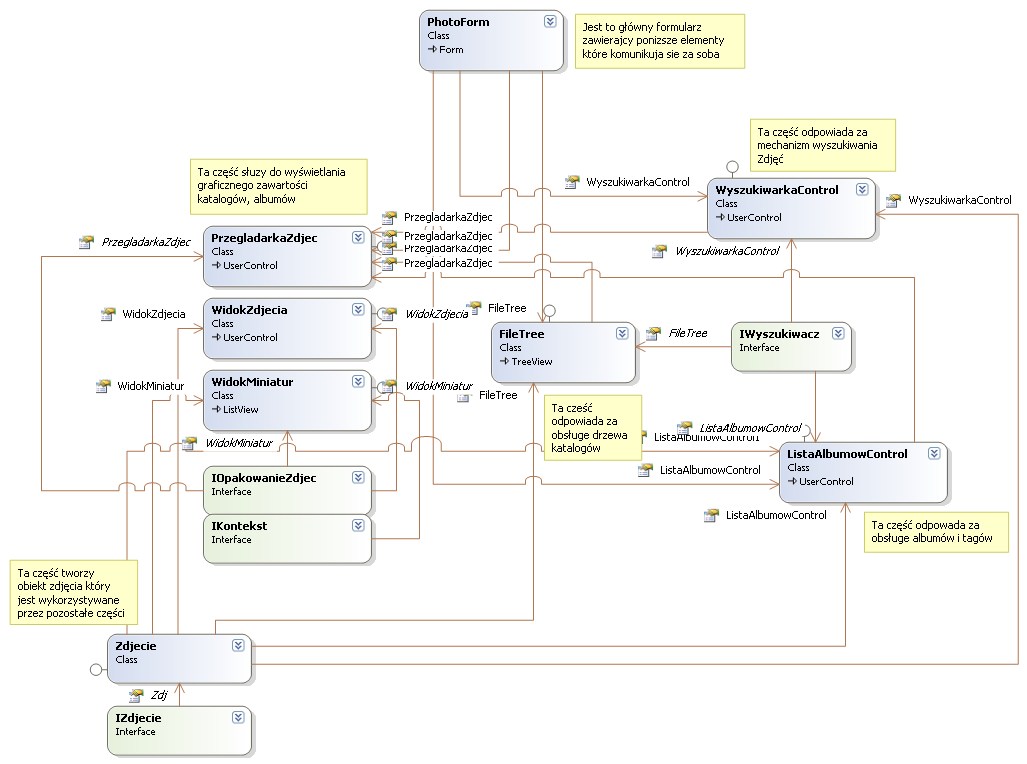 PhotoForm
Class
Form
Jest to główny formularz
zawierajcy ponizsze elementy
które komunikuja sie za soba
Ta część odpowiada za
mechanizm wyszukiwania
Zdjęć
Ta część słuzy do wyświetlania
graficznego zawartości
katalogów, albumów
WyszukiwarkaControl
WyszukiwarkaControl
Class
UserControl
WyszukiwarkaControl
PrzegladarkaZdjec
PrzegladarkaZdjec
PrzegladarkaZdjec
PrzegladarkaZdjec
PrzegladarkaZdjec
PrzegladarkaZdjec
Class
UserControl
WyszukiwarkaControl
WidokZdjecia
WidokZdjecia
Class
UserControl
WidokZdjecia
FileTree
FileTree
Class
TreeView
FileTree
IWyszukiwacz
Interface
WidokMiniatur
WidokMiniatur
Class
ListView
WidokMiniatur
FileTree
Ta cześć
odpowiada za
obsługe drzewa
katalogów
WidokMiniatur
ListaAlbumowControl
ListaAlbumowControl
ListaAlbumowControl
Class
UserControl
ListaAlbumowControl
IOpakowanieZdjec
Interface
IKontekst
Interface
ListaAlbumowControl
Ta część odpowada za
obsługe albumów i tagów
Ta część tworzy
obiekt zdjęcia który
jest wykorzystywane
przez pozostałe części
Zdjecie
Class
Zdj
IZdjecie
Interface